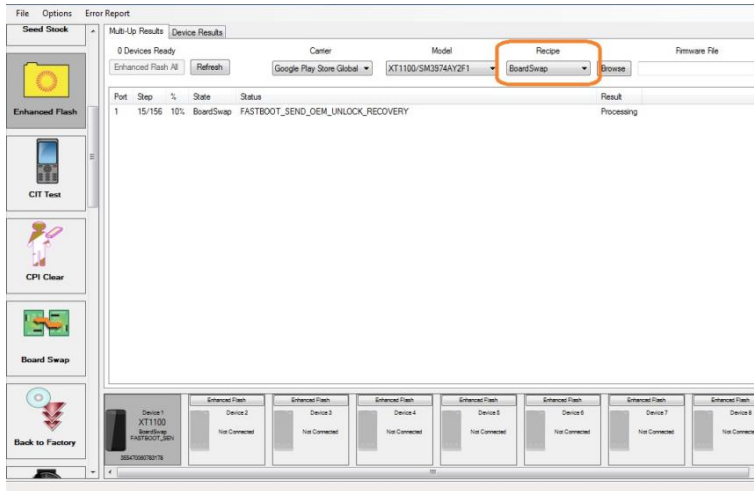 File Options Error Report
Seed Stock
Multi-Up Results Device Results
0 Devices Ready Carrier Model Recipe Firmware File
Enhanced Flash All Refresh Google Play Store Global XT1100/SM3974AY2F1 BoardSwap Browse
Port Step % State Status Result
1 15/156 10% BoardSwap FASTBOOT_SEND_OEM_UNLOCK_RECOVERY Processing
Enhanced Flash
CIT Test
CPI Clear
Board Swap
Back to Factory
Enhanced Flash Enhanced Flash Enhanced Flash Enhanced Flash Enhanced Flash Enhanced Flash Enhanced Flash
Device 1 Device 2 Device 3 Device 4 Device 5 Device 6 Device 7 Device 8
XT1100
BoardSwap Not Connected Not Connected Not Connected Not Connected Not Connected Not Connected Not Connecte
FASTBOOT_SEN